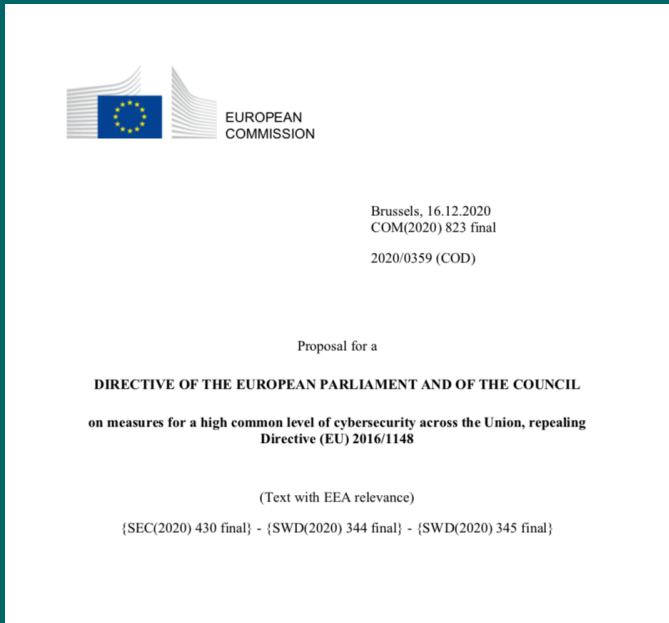 EUROPEAN
COMMISSION
Brussels, 16.12.2020
COM(2020) 823 final
2020/0359 (COD)
Proposal for a
DIRECTIVE OF THE EUROPEAN PARLIAMENT AND OF THE COUNCIL
on measures for a high common level of cybersecurity across the Union, repealing
Directive (EU) 2016/1148
(Text with EEA relevance)
{SEC(2020) 430 final} - {SWD(2020) 344 final} - {SWD(2020) 345 final}